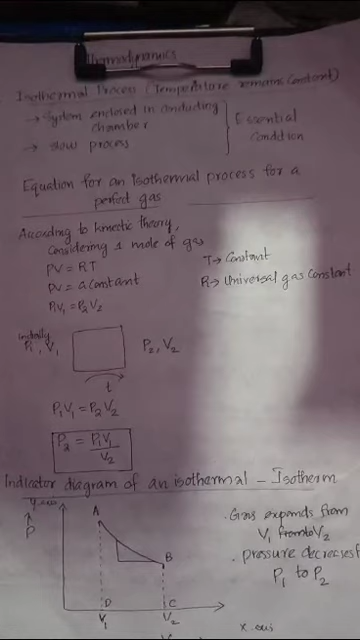 Thermodynamics
Isothermal Process (Temperature remains Constant)
→ System enclosed in conducting chamber
→ slow process
Essential Condition
Equation for an isothermal process for a
perfect gas
According to kinetic theory,
Considering 1 mole of gas
PV = RT
T → Constant
PV = a Constant
R → Universal gas Constant
P₁V₁ = P₂V₂
initially
P₁, V₁
P₂, V₂
t
P₁V₁ = P₂V₂
P₂ = P₁V₁
V₂
Indicator diagram of an isothermal - Isotherm
y axis
P
A
B
D
C
V₁
V₂
x axis
. Gas expands from
V₁ to V₂
. pressure decreases
P₁ to P₂